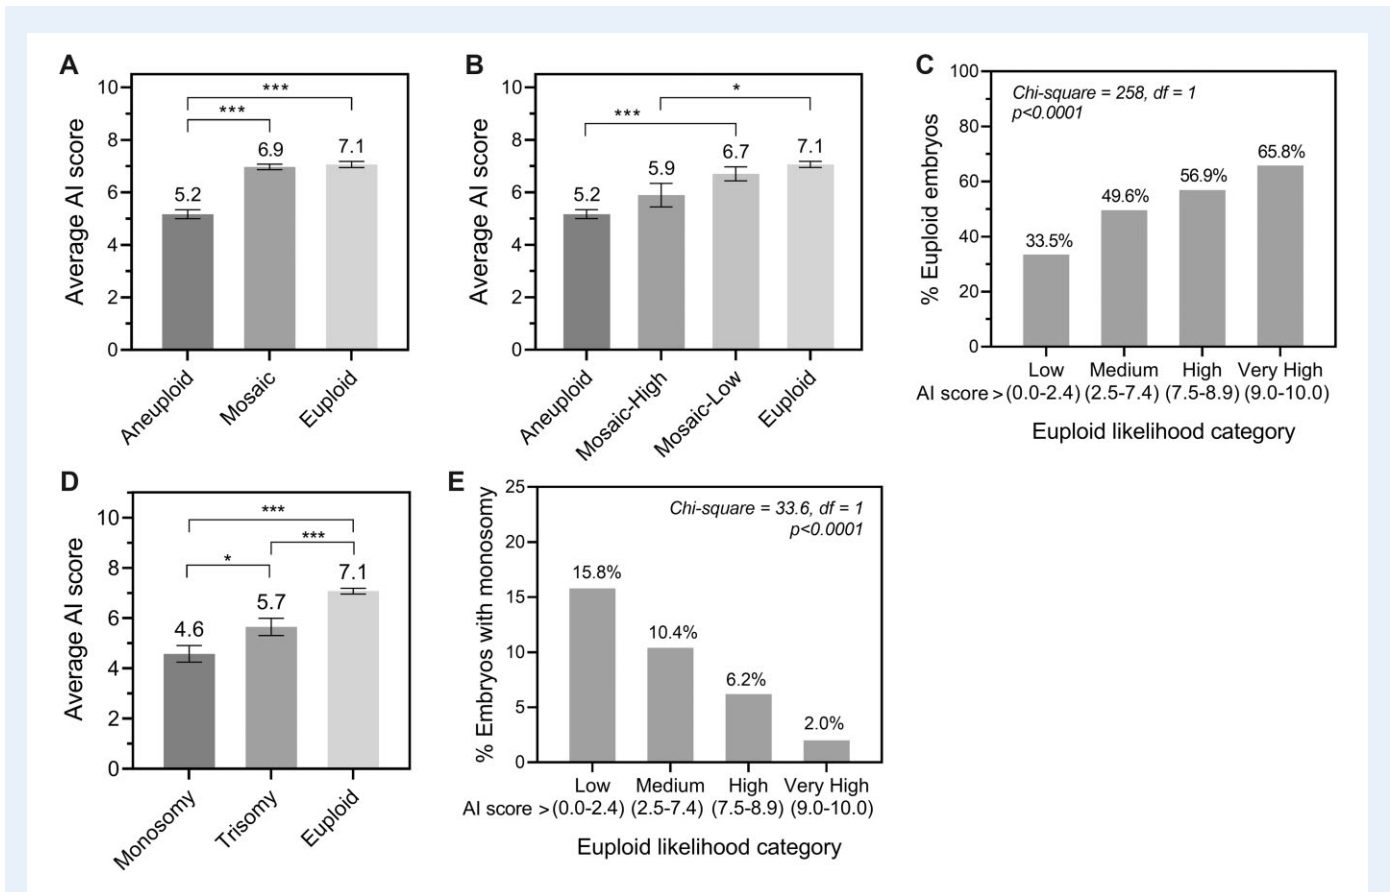 A
Average AI score
10
8
6
4
2
0
***
***
5.2
6.9
7.1
Aneuploid
Mosaic
Euploid
B
Average AI score
10
8
6
4
2
0
*
***
5.2
5.9
6.7
7.1
Aneuploid
Mosaic-High
Mosaic-Low
Euploid
C
% Euploid embryos
100
80
60
40
20
0
Chi-square = 258, df = 1
p<0.0001
33.5%
49.6%
56.9%
65.8%
Low Medium High Very High
AI score > (0.0-2.4) (2.5-7.4) (7.5-8.9) (9.0-10.0)
Euploid likelihood category
D
Average AI score
10
8
6
4
2
0
***
***
*
4.6
5.7
7.1
Monosomy
Trisomy
Euploid
E
% Embryos with monosomy
25
20
15
10
5
0
Chi-square = 33.6, df = 1
p<0.0001
15.8%
10.4%
6.2%
2.0%
Low Medium High Very High
AI score > (0.0-2.4) (2.5-7.4) (7.5-8.9) (9.0-10.0)
Euploid likelihood category